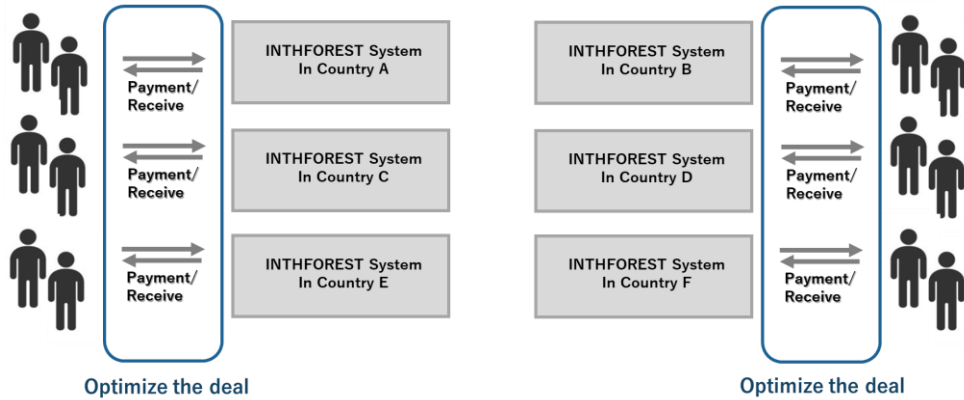 INTHFOREST System
In Country A
Payment/
Receive
INTHFOREST System
In Country B
Payment/
Receive
INTHFOREST System
In Country C
Payment/
Receive
INTHFOREST System
In Country D
Payment/
Receive
INTHFOREST System
In Country E
Payment/
Receive
INTHFOREST System
In Country F
Payment/
Receive
Optimize the deal
Optimize the deal